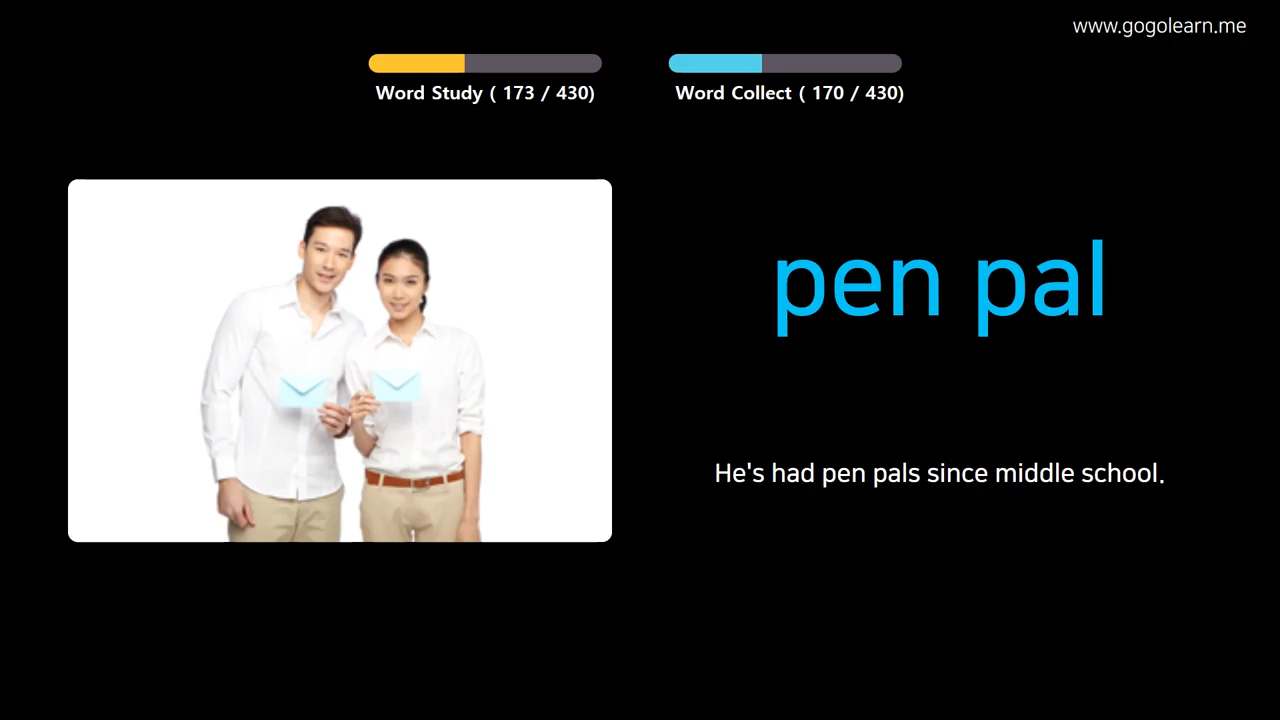 www.gogolearn.me
Word Study ( 173 / 430)
Word Collect ( 170 / 430)
pen pal
He's had pen pals since middle school.